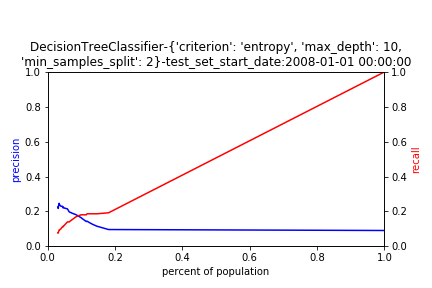 DecisionTreeClassifier-{'criterion': 'entropy', 'max_depth': 10,
'min_samples_split': 2}-test_set_start_date:2008-01-01 00:00:00
1.0
0.8
0.6
0.4
0.2
0.0
precision
1.0
0.8
0.6
0.4
0.2
0.0
recall
0.0 0.2 0.4 0.6 0.8 1.0
percent of population